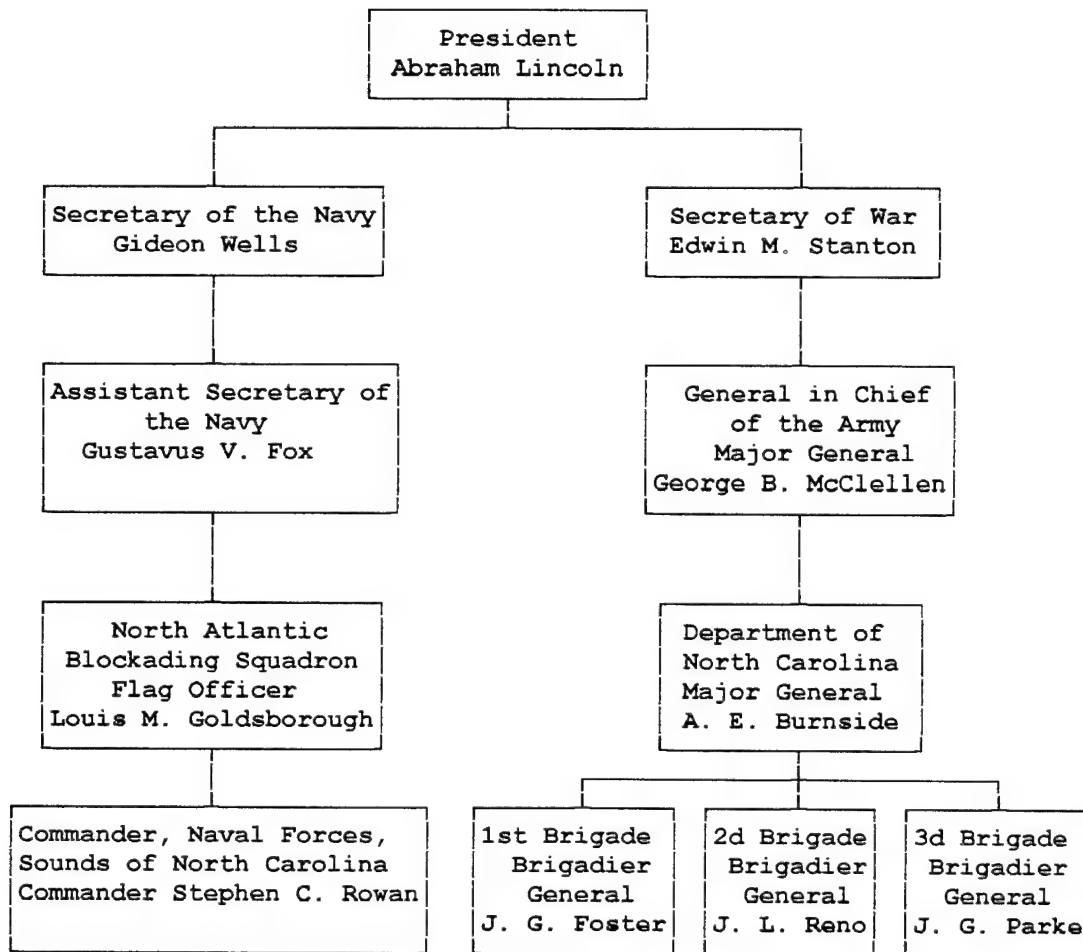 President
Abraham Lincoln
Secretary of the Navy
Gideon Wells
Secretary of War
Edwin M. Stanton
Assistant Secretary of
the Navy
Gustavus V. Fox
General in Chief
of the Army
Major General
George B. McClellen
North Atlantic
Blockading Squadron
Flag Officer
Louis M. Goldsborough
Department of
North Carolina
Major General
A. E. Burnside
Commander, Naval Forces,
Sounds of North Carolina
Commander Stephen C. Rowan
1st Brigade
Brigadier
General
J. G. Foster
2d Brigade
Brigadier
General
J. L. Reno
3d Brigade
Brigadier
General
J. G. Parke